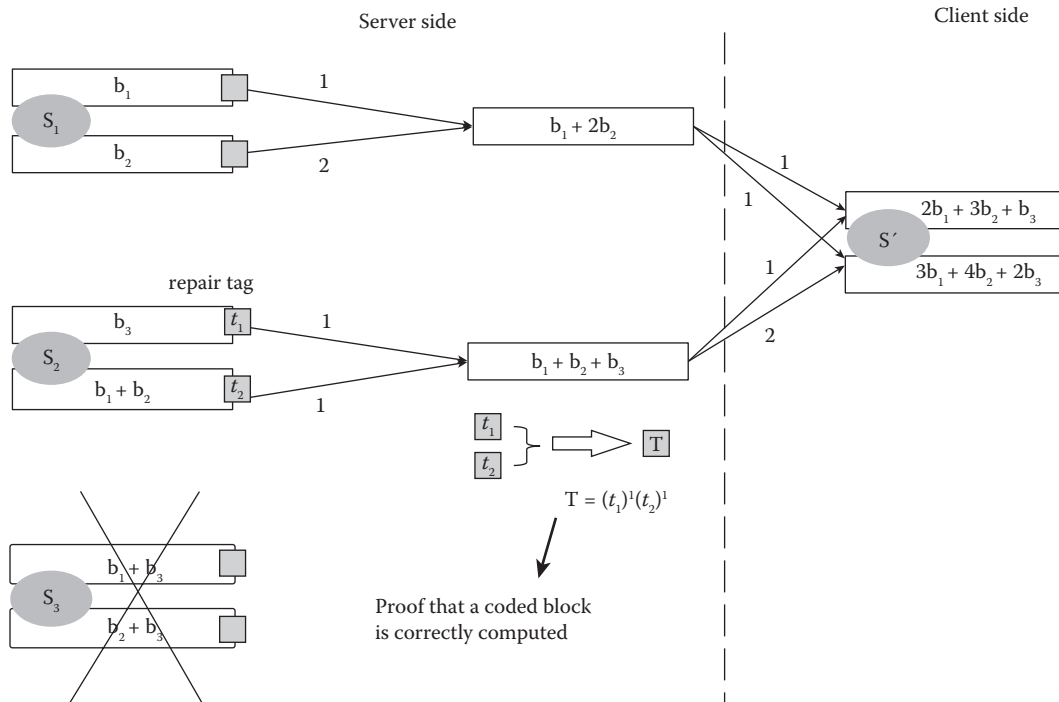 Server side
Client side
b₁
S₁
b₂
1
2
b₁ + 2b₂
1
1
2b₁ + 3b₂ + b₃
S´
3b₁ + 4b₂ + 2b₃
1
2
repair tag
b₃
t₁
S₂
b₁ + b₂
t₂
1
1
b₁ + b₂ + b₃
t₁
t₂
T
T = (t₁)¹(t₂)¹
b₁ + b₃
S₃
b₂ + b₃
Proof that a coded block
is correctly computed